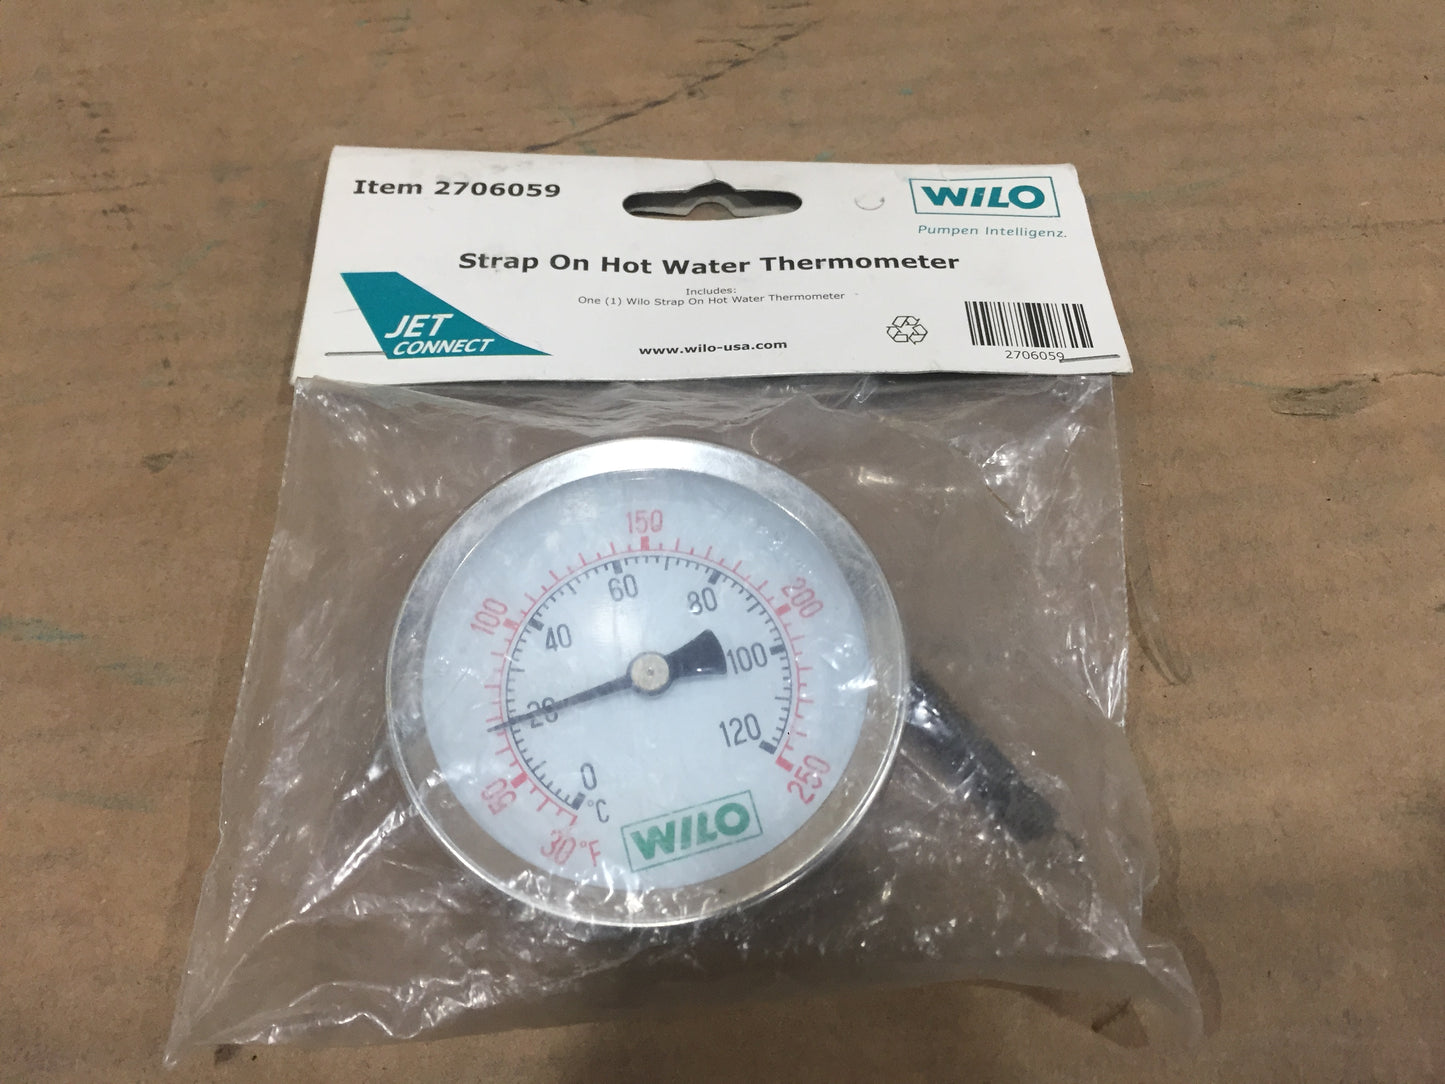 Item 2706059
WILO
Pumpen Intelligenz.
Strap On Hot Water Thermometer
Includes:
One (1) Wilo Strap On Hot Water Thermometer
JET
CONNECT
www.wilo-usa.com
2706059
150
60
200
80
100
40
100
20
120
250
0
°C
50
30 °F
WILO